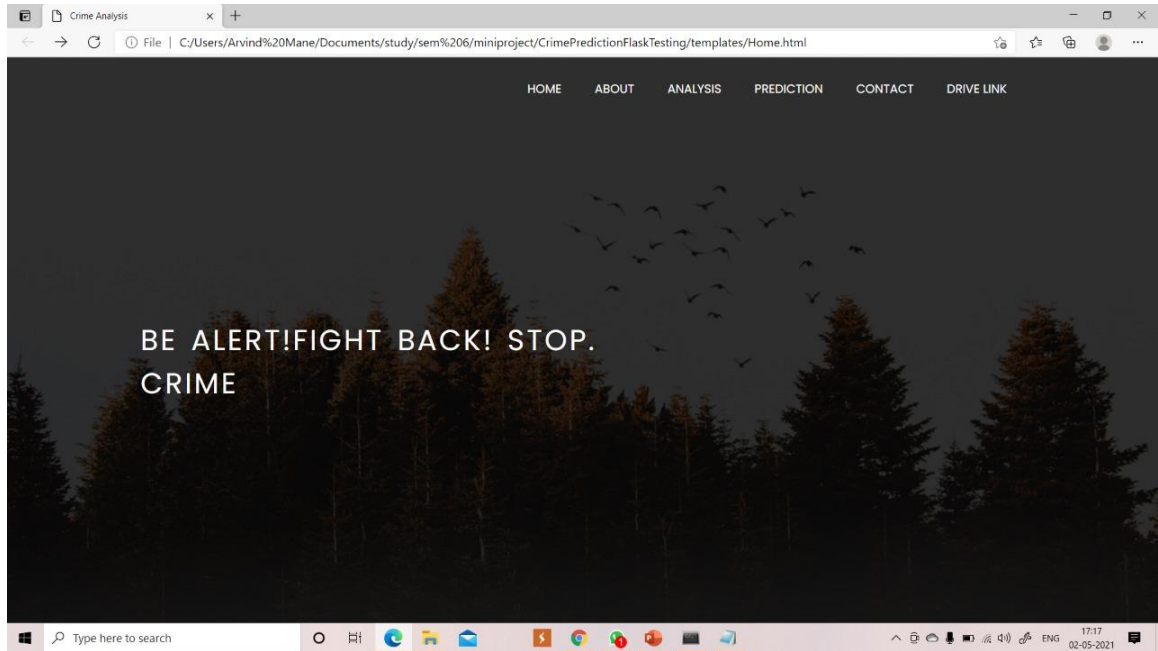 Crime Analysis
File | C:/Users/Arvind%20Mane/Documents/study/sem%206/miniproject/CrimePredictionFlaskTesting/templates/Home.html
HOME ABOUT ANALYSIS PREDICTION CONTACT DRIVE LINK
BE ALERT!FIGHT BACK! STOP.
CRIME
Type here to search
ENG
17:17
02-05-2021